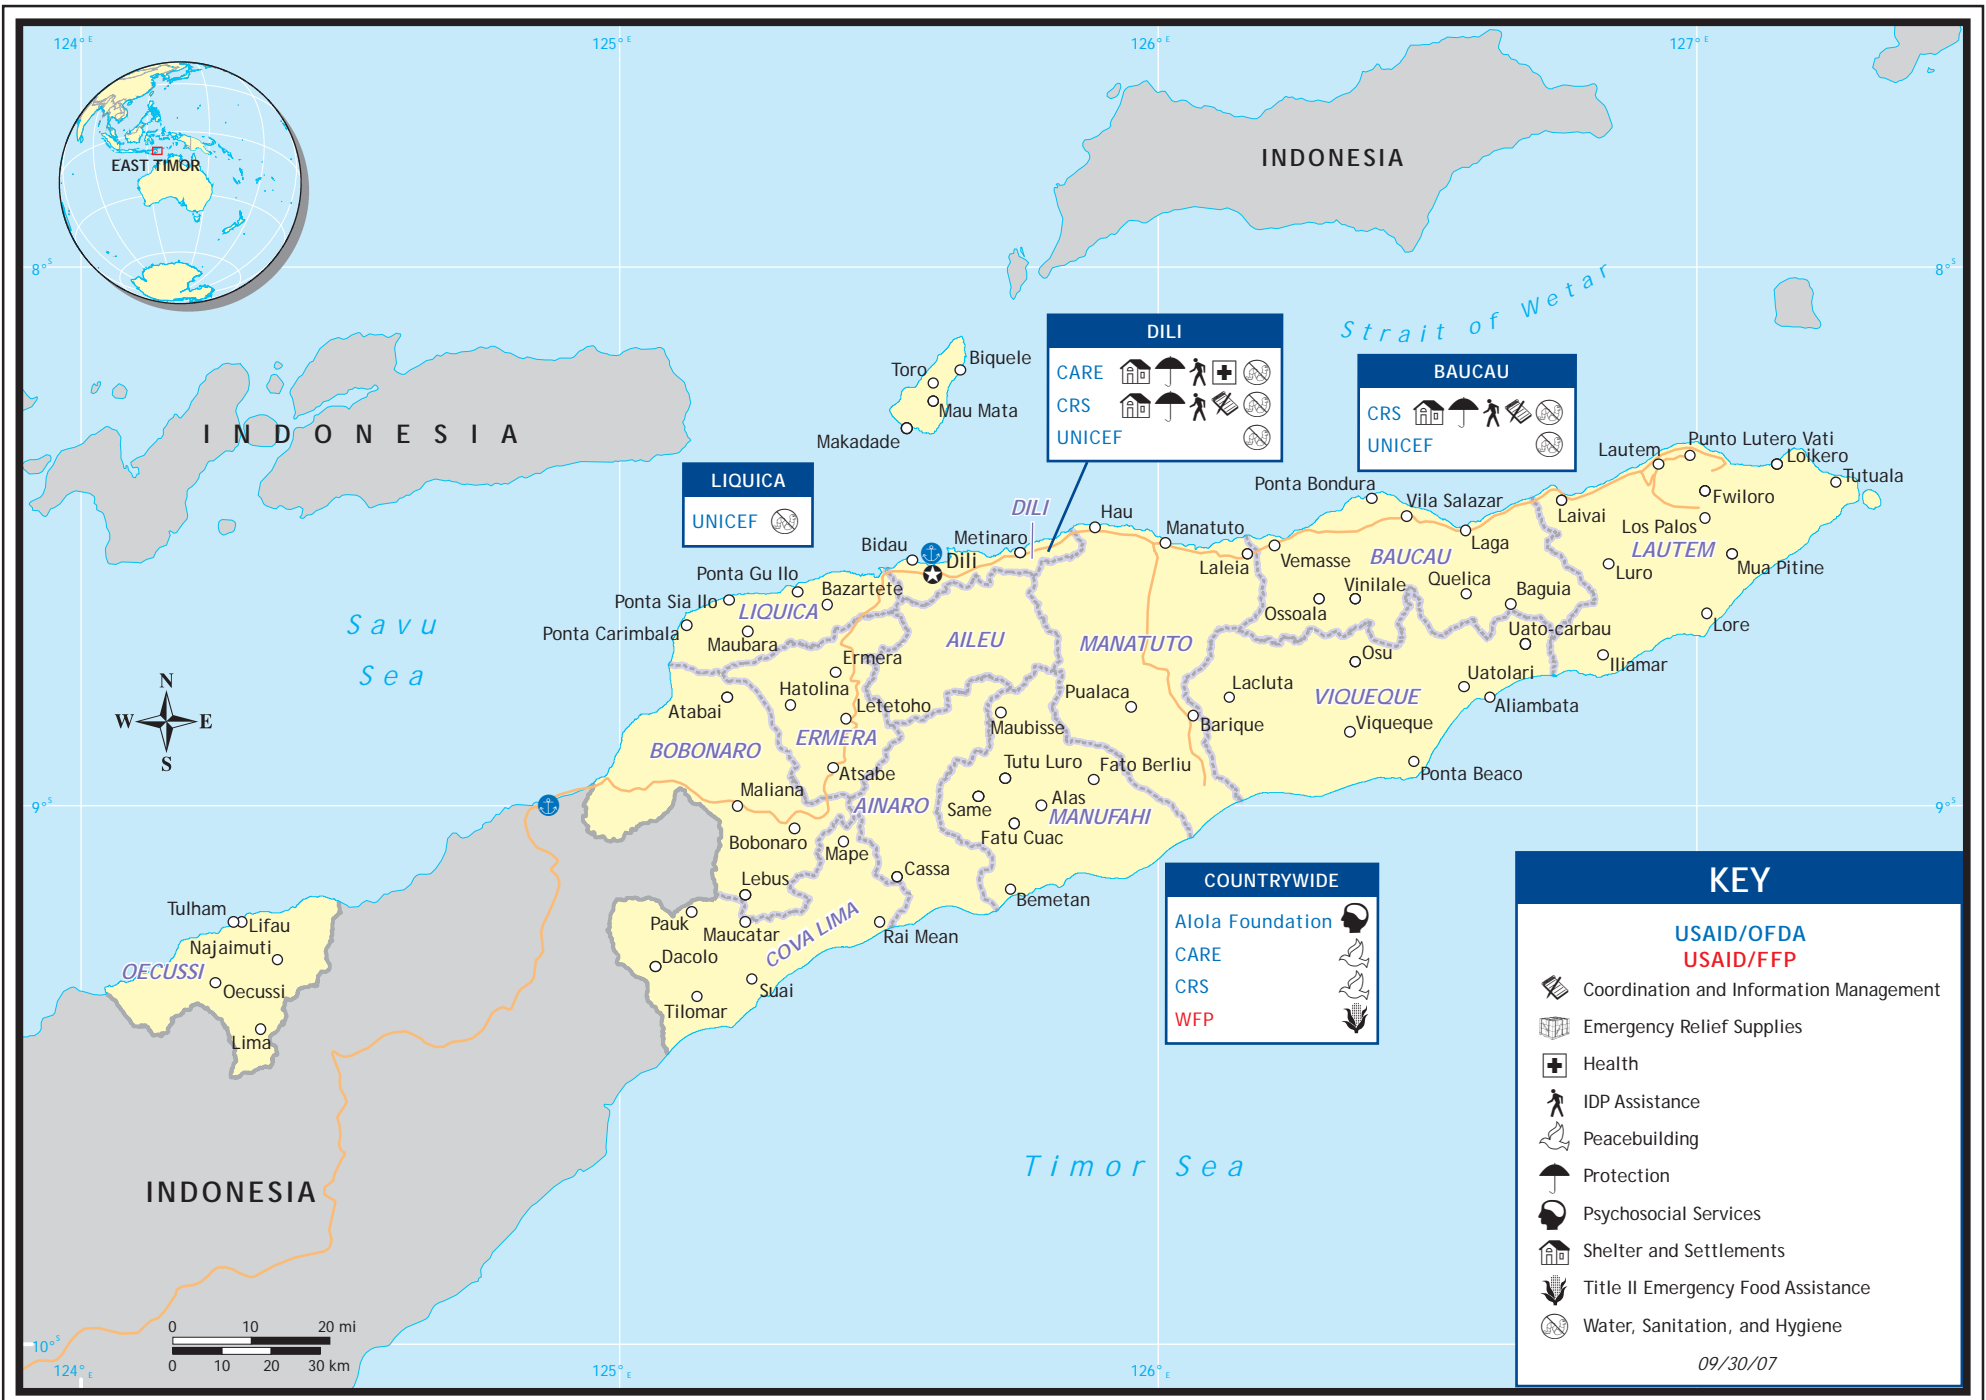 124° E
125° E
126° E
127° E
EAST TIMOR
INDONESIA
8° S
8° S
Strait of Wetar
DILI
CARE
CRS
UNICEF
BAUCAU
CRS
UNICEF
Toro
Biquele
Mau Mata
Makadade
INDONESIA
LIQUICA
UNICEF
Lautem
Punto Lutero Vati
Loikero
Tutuala
Fwiloro
Laivai
Los Palos
LAUTEM
Luro
Mua Pitine
Lore
Iliamar
Ponta Bondura
Vila Salazar
DILI
Hau
Manatuto
Bidau
Metinaro
Dili
Laleia
Vemasse
BAUCAU
Laga
Quelica
Vinilale
Baguia
Ossoala
Uato-carbau
Ponta Gu Ilo
Bazartete
Ponta Sia Ilo
LIQUICA
Ponta Carimbala
Maubara
AILEU
MANATUTO
Osu
Uatolari
Aliambata
Savu
Sea
Ermera
Hatolina
Letetoho
Atabai
Pualaca
Lacluta
VIQUEQUE
Viqueque
Barique
Maubisse
BOBONARO
ERMERA
Atsabe
Tutu Luro
Fato Berliu
Ponta Beaco
N
W
E
S
Maliana
AINARO
Same
Alas
MANUFAHI
Fatu Cuac
9° S
9° S
Bobonaro
Mape
Cassa
Lebus
Bemetan
Pauk
Maucatar
COVA LIMA
Rai Mean
Dacolo
Suai
Tilomar
Tulham
Lifau
Najaimuti
OECUSSI
Oecussi
Lima
COUNTRYWIDE
Alola Foundation
CARE
CRS
WFP
KEY
USAID/OFDA
USAID/FFP
Coordination and Information Management
Emergency Relief Supplies
Health
IDP Assistance
Peacebuilding
Protection
Psychosocial Services
Shelter and Settlements
Title II Emergency Food Assistance
Water, Sanitation, and Hygiene
09/30/07
Timor Sea
INDONESIA
0 10 20 mi
0 10 20 30 km
10° S
124° E
125° E
126° E